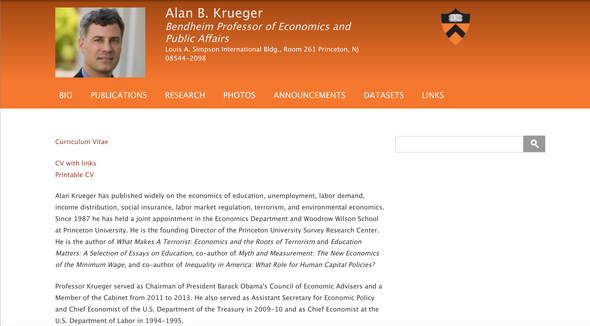 Alan B. Krueger
Bendheim Professor of Economics and
Public Affairs
Louis A. Simpson International Bldg., Room 261 Princeton, NJ
08544-2098
BIO PUBLICATIONS RESEARCH PHOTOS ANNOUNCEMENTS DATASETS LINKS
Curriculum Vitae
CV with links
Printable CV
Alan Krueger has published widely on the economics of education, unemployment, labor demand,
income distribution, social insurance, labor market regulation, terrorism, and environmental economics.
Since 1987 he has held a joint appointment in the Economics Department and Woodrow Wilson School
at Princeton University. He is the founding Director of the Princeton University Survey Research Center.
He is the author of What Makes A Terrorist: Economics and the Roots of Terrorism and Education
Matters: A Selection of Essays on Education, co-author of Myth and Measurement: The New Economics
of the Minimum Wage, and co-author of Inequality in America: What Role for Human Capital Policies?
Professor Krueger served as Chairman of President Barack Obama's Council of Economic Advisers and a
Member of the Cabinet from 2011 to 2013. He also served as Assistant Secretary for Economic Policy
and Chief Economist of the U.S. Department of the Treasury in 2009-10 and as Chief Economist at the
U.S. Department of Labor in 1994-1995.